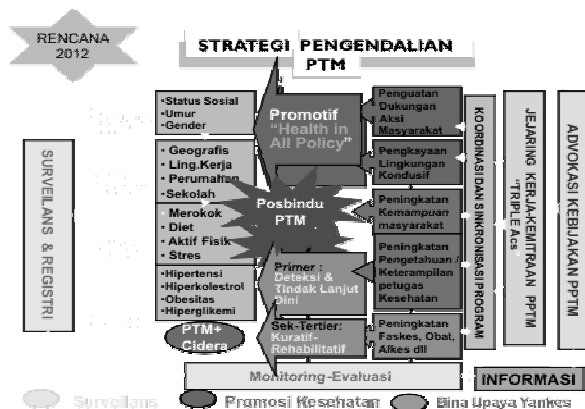 RENCANA
2012
STRATEGI PENGENDALIAN
PTM
•Status Sosial
•Umur
•Gender
• Geografis
• Ling.Kerja
• Perumahan
•Sekolah
• Merokok
• Diet
• Aktif Fisik
• Stres
•Hipertensi
•Hiperkolestrol
•Obesitas
•Hiperglikemi
PTM+
Cidera
SURVEILANS & REGISTRI
Promotif
"Health in
All Policy"
Posbindu
PTM
Primer :
Deteksi &
Tindak Lanjut
Dini
Sek-Tertier:
Kuratif-
Rehabilitatif
Penguatan
Dukungan
Aksi
Masyarakat
Pengkayaan
Lingkungan
Kondusif
Peningkatan
Kemampuan
masyarakat
Peningkatan
Pengetahuan /
Keterampilan
petugas
Kesehatan
Peningkatan
Faskes, Obat,
Alkes dll
KOORDINASI DAN SINKRONISASI PROGRAM
JEJARING KERJA-KEMITRAAN PPTM
"TRIPLE Acs"
ADVOKASI KEBIJAKAN PPTM
Monitoring-Evaluasi
INFORMASI
Surveilans
Promosi Kesehatan
Bina Upaya Yankes